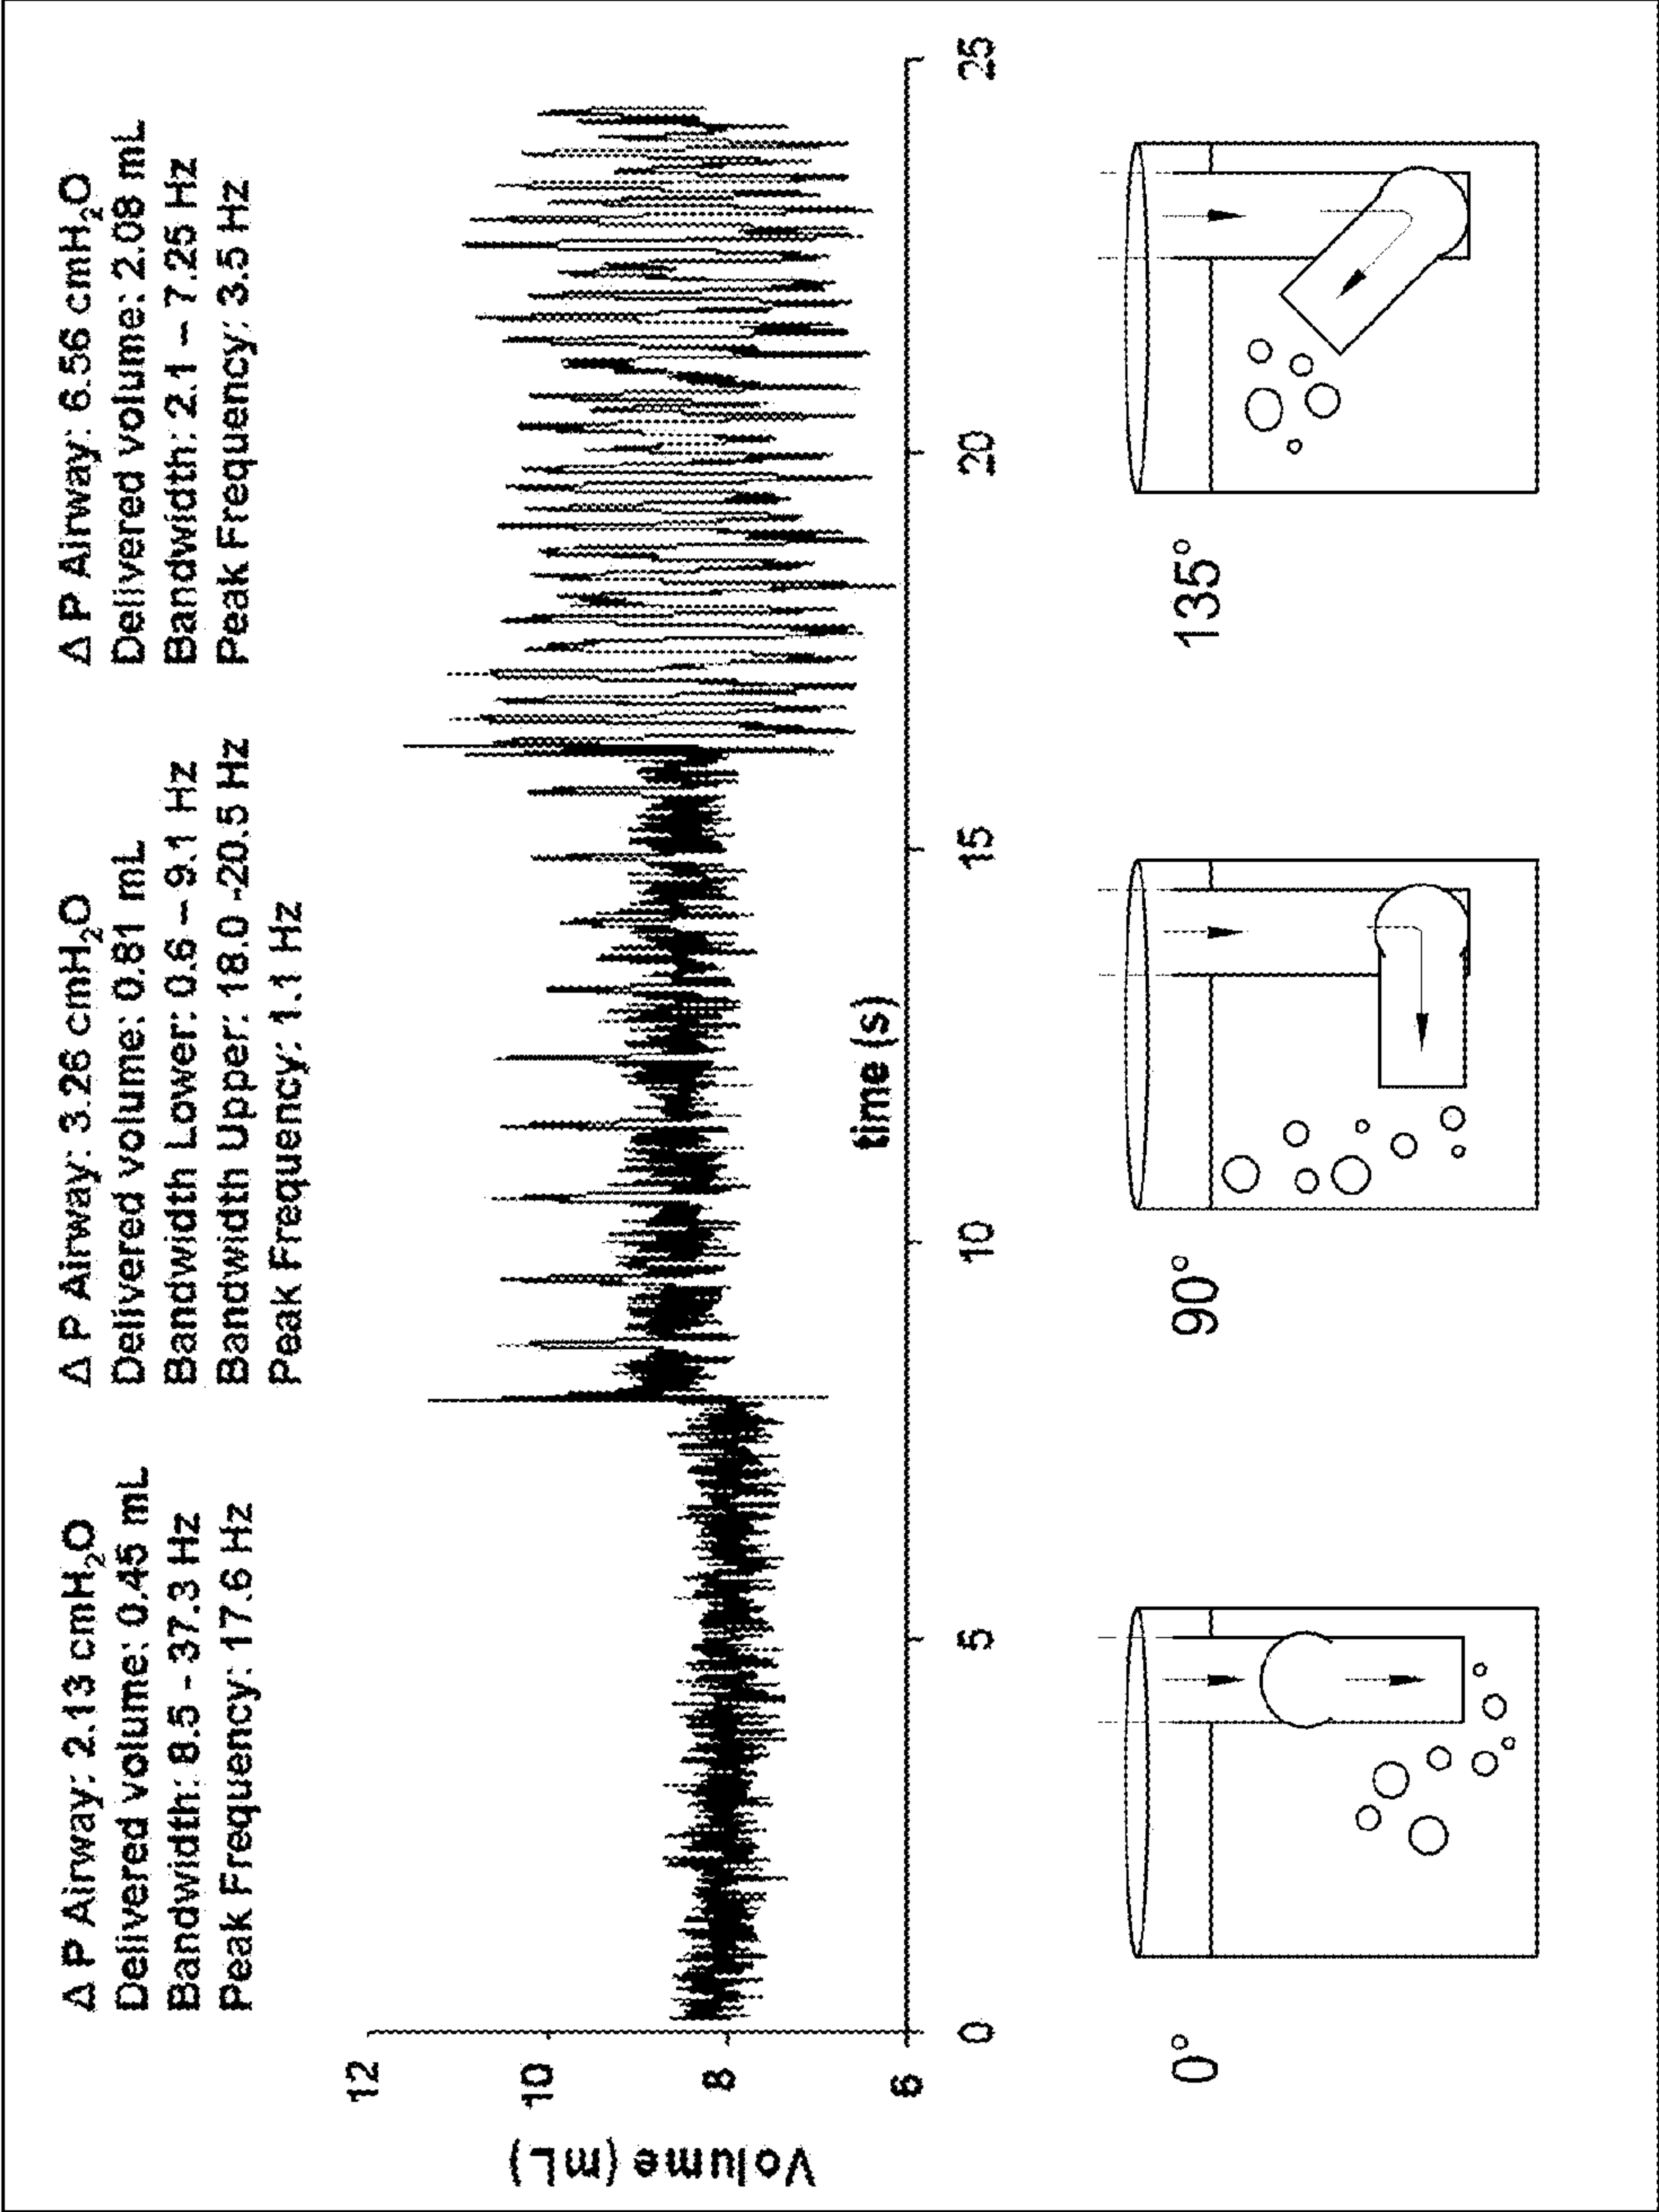 Δ P Airway: 2.13 cmH₂O
Delivered volume: 0.45 mL
Bandwidth: 8.5 - 37.3 Hz
Peak Frequency: 17.6 Hz
Δ P Airway: 3.26 cmH₂O
Delivered volume: 0.81 mL
Bandwidth Lower: 0.6 – 9.1 Hz
Bandwidth Upper: 18.0 -20.5 Hz
Peak Frequency: 1.1 Hz
Δ P Airway: 6.56 cmH₂O
Delivered volume: 2.08 mL
Bandwidth: 2.1 – 7.25 Hz
Peak Frequency: 3.5 Hz
Volume (mL)
12
10
8
6
0
5
10
15
20
25
time (s)
0°
90°
135°